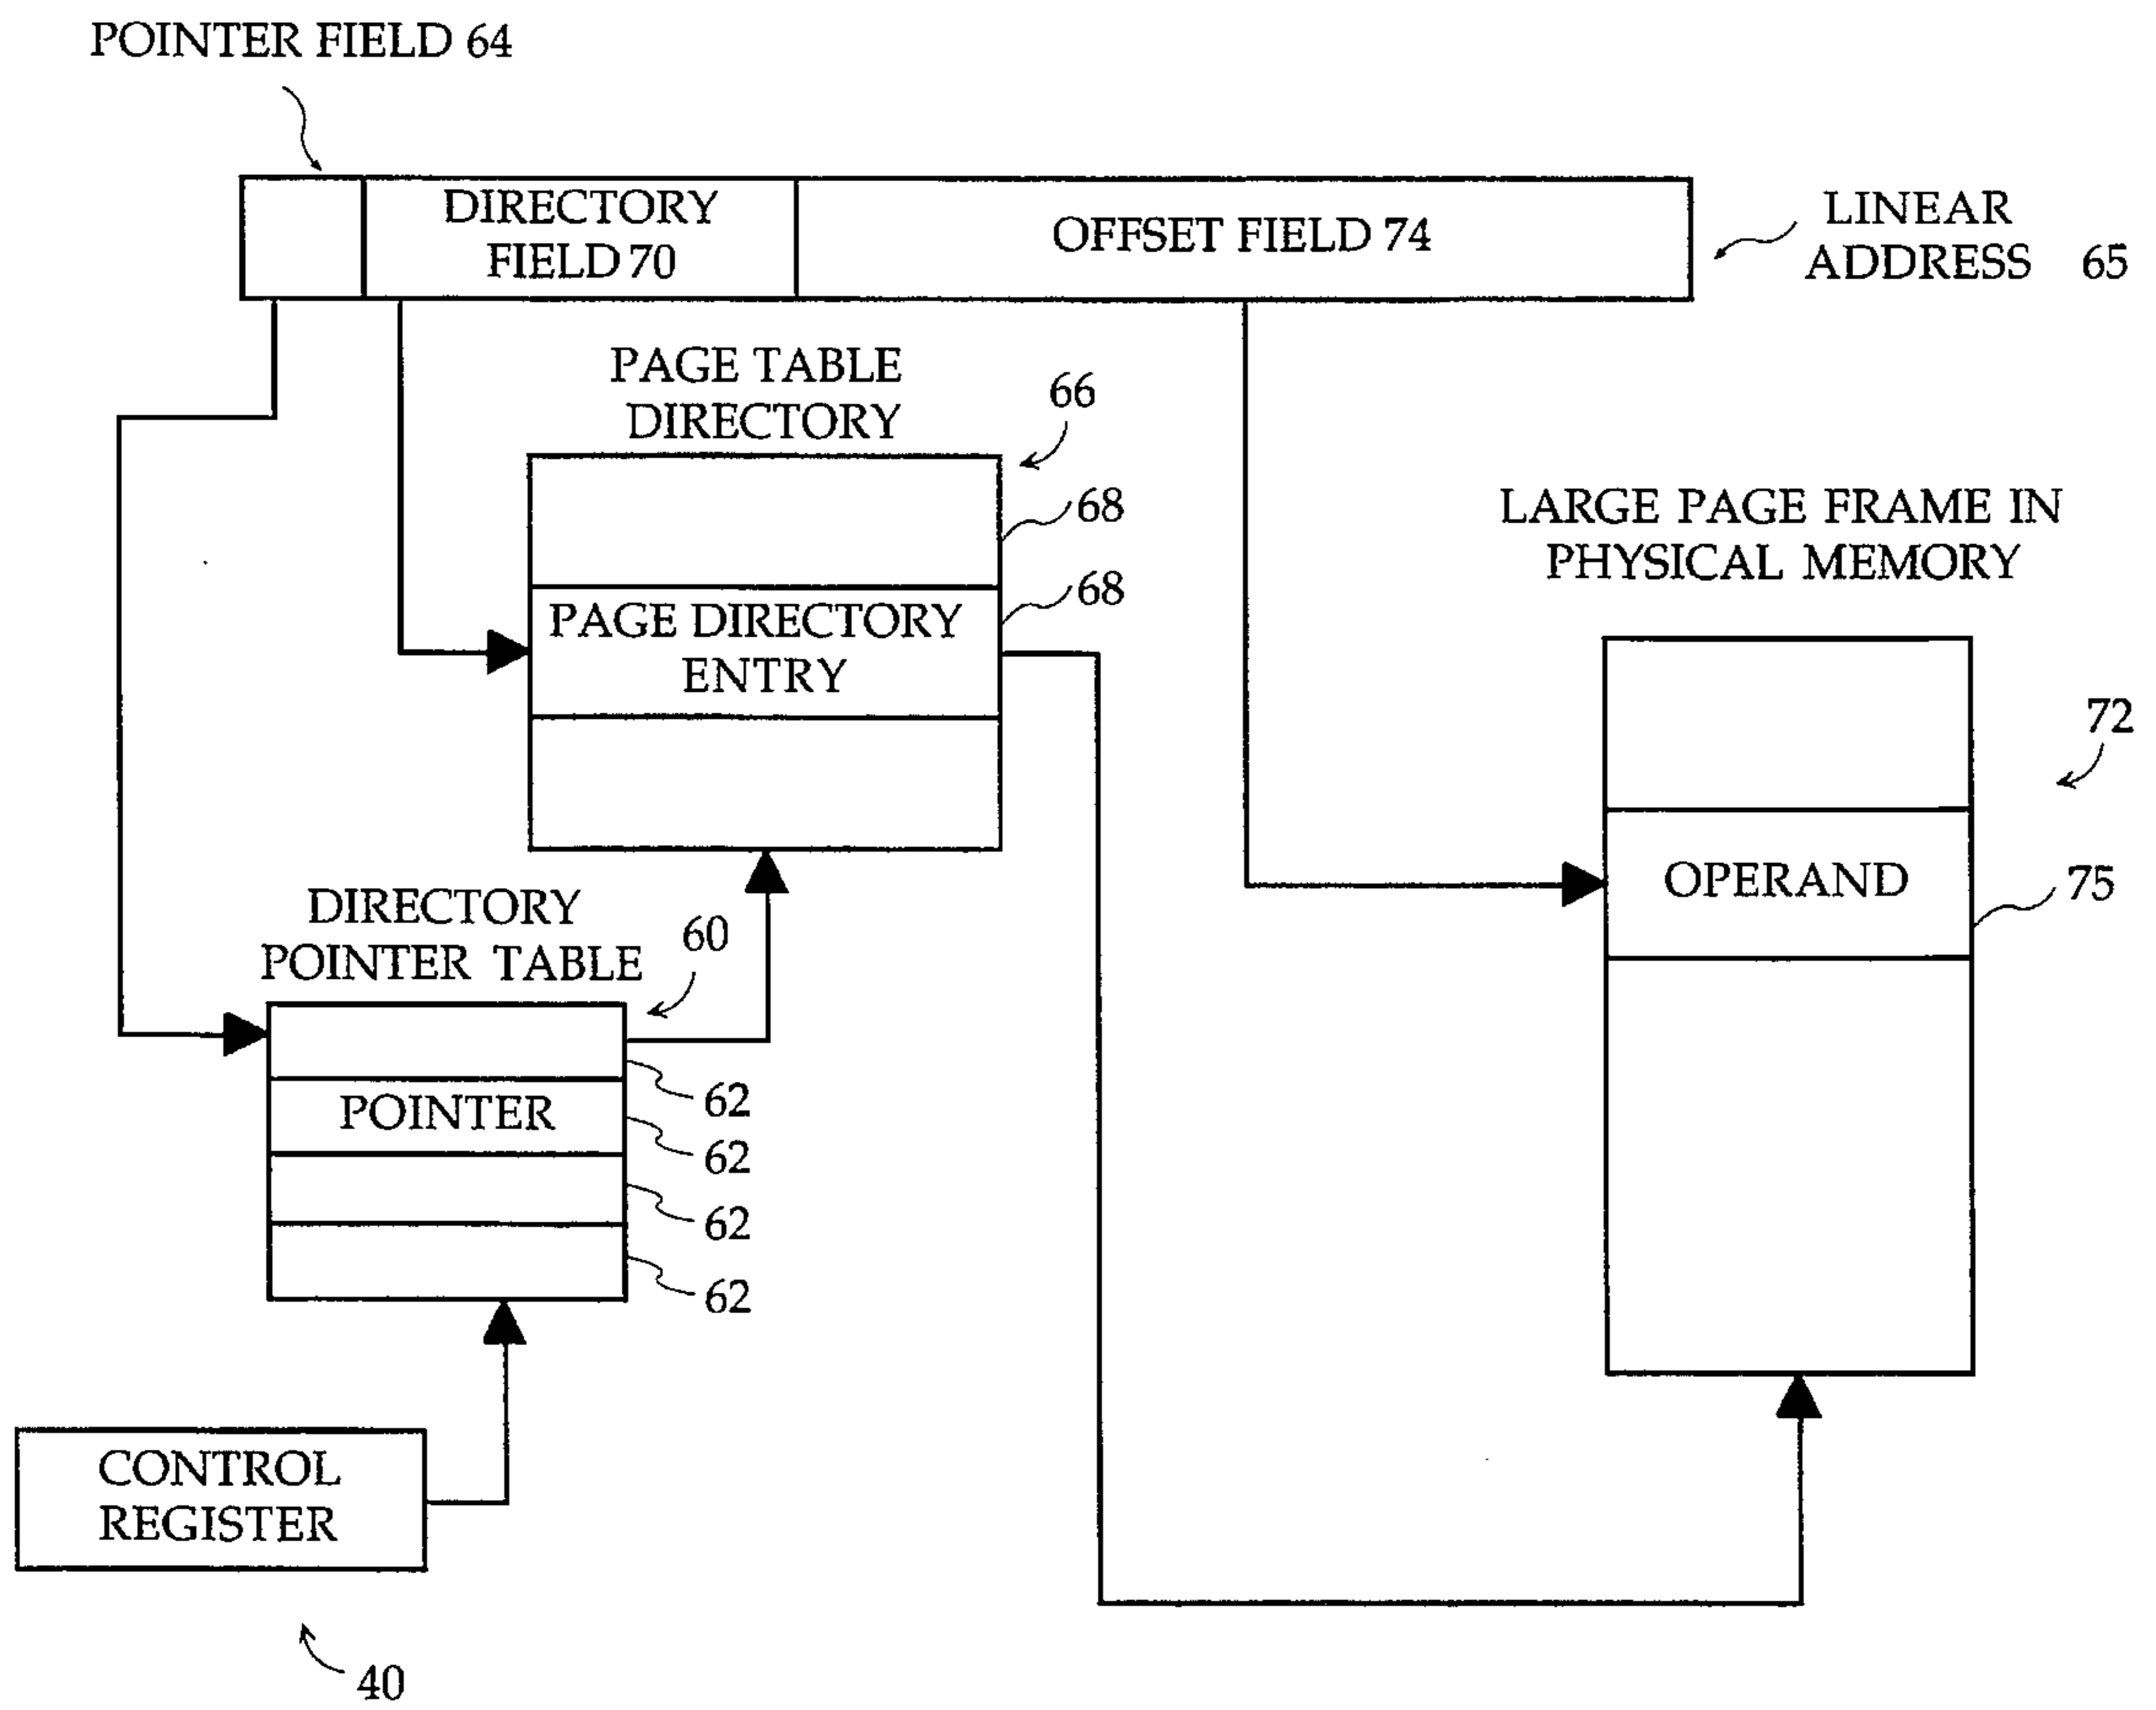 POINTER FIELD 64
DIRECTORY
FIELD 70
OFFSET FIELD 74
LINEAR
ADDRESS 65
PAGE TABLE
DIRECTORY
66
68
68
PAGE DIRECTORY
ENTRY
LARGE PAGE FRAME IN
PHYSICAL MEMORY
72
OPERAND
75
DIRECTORY
POINTER TABLE
60
62
POINTER
62
62
62
CONTROL
REGISTER
40